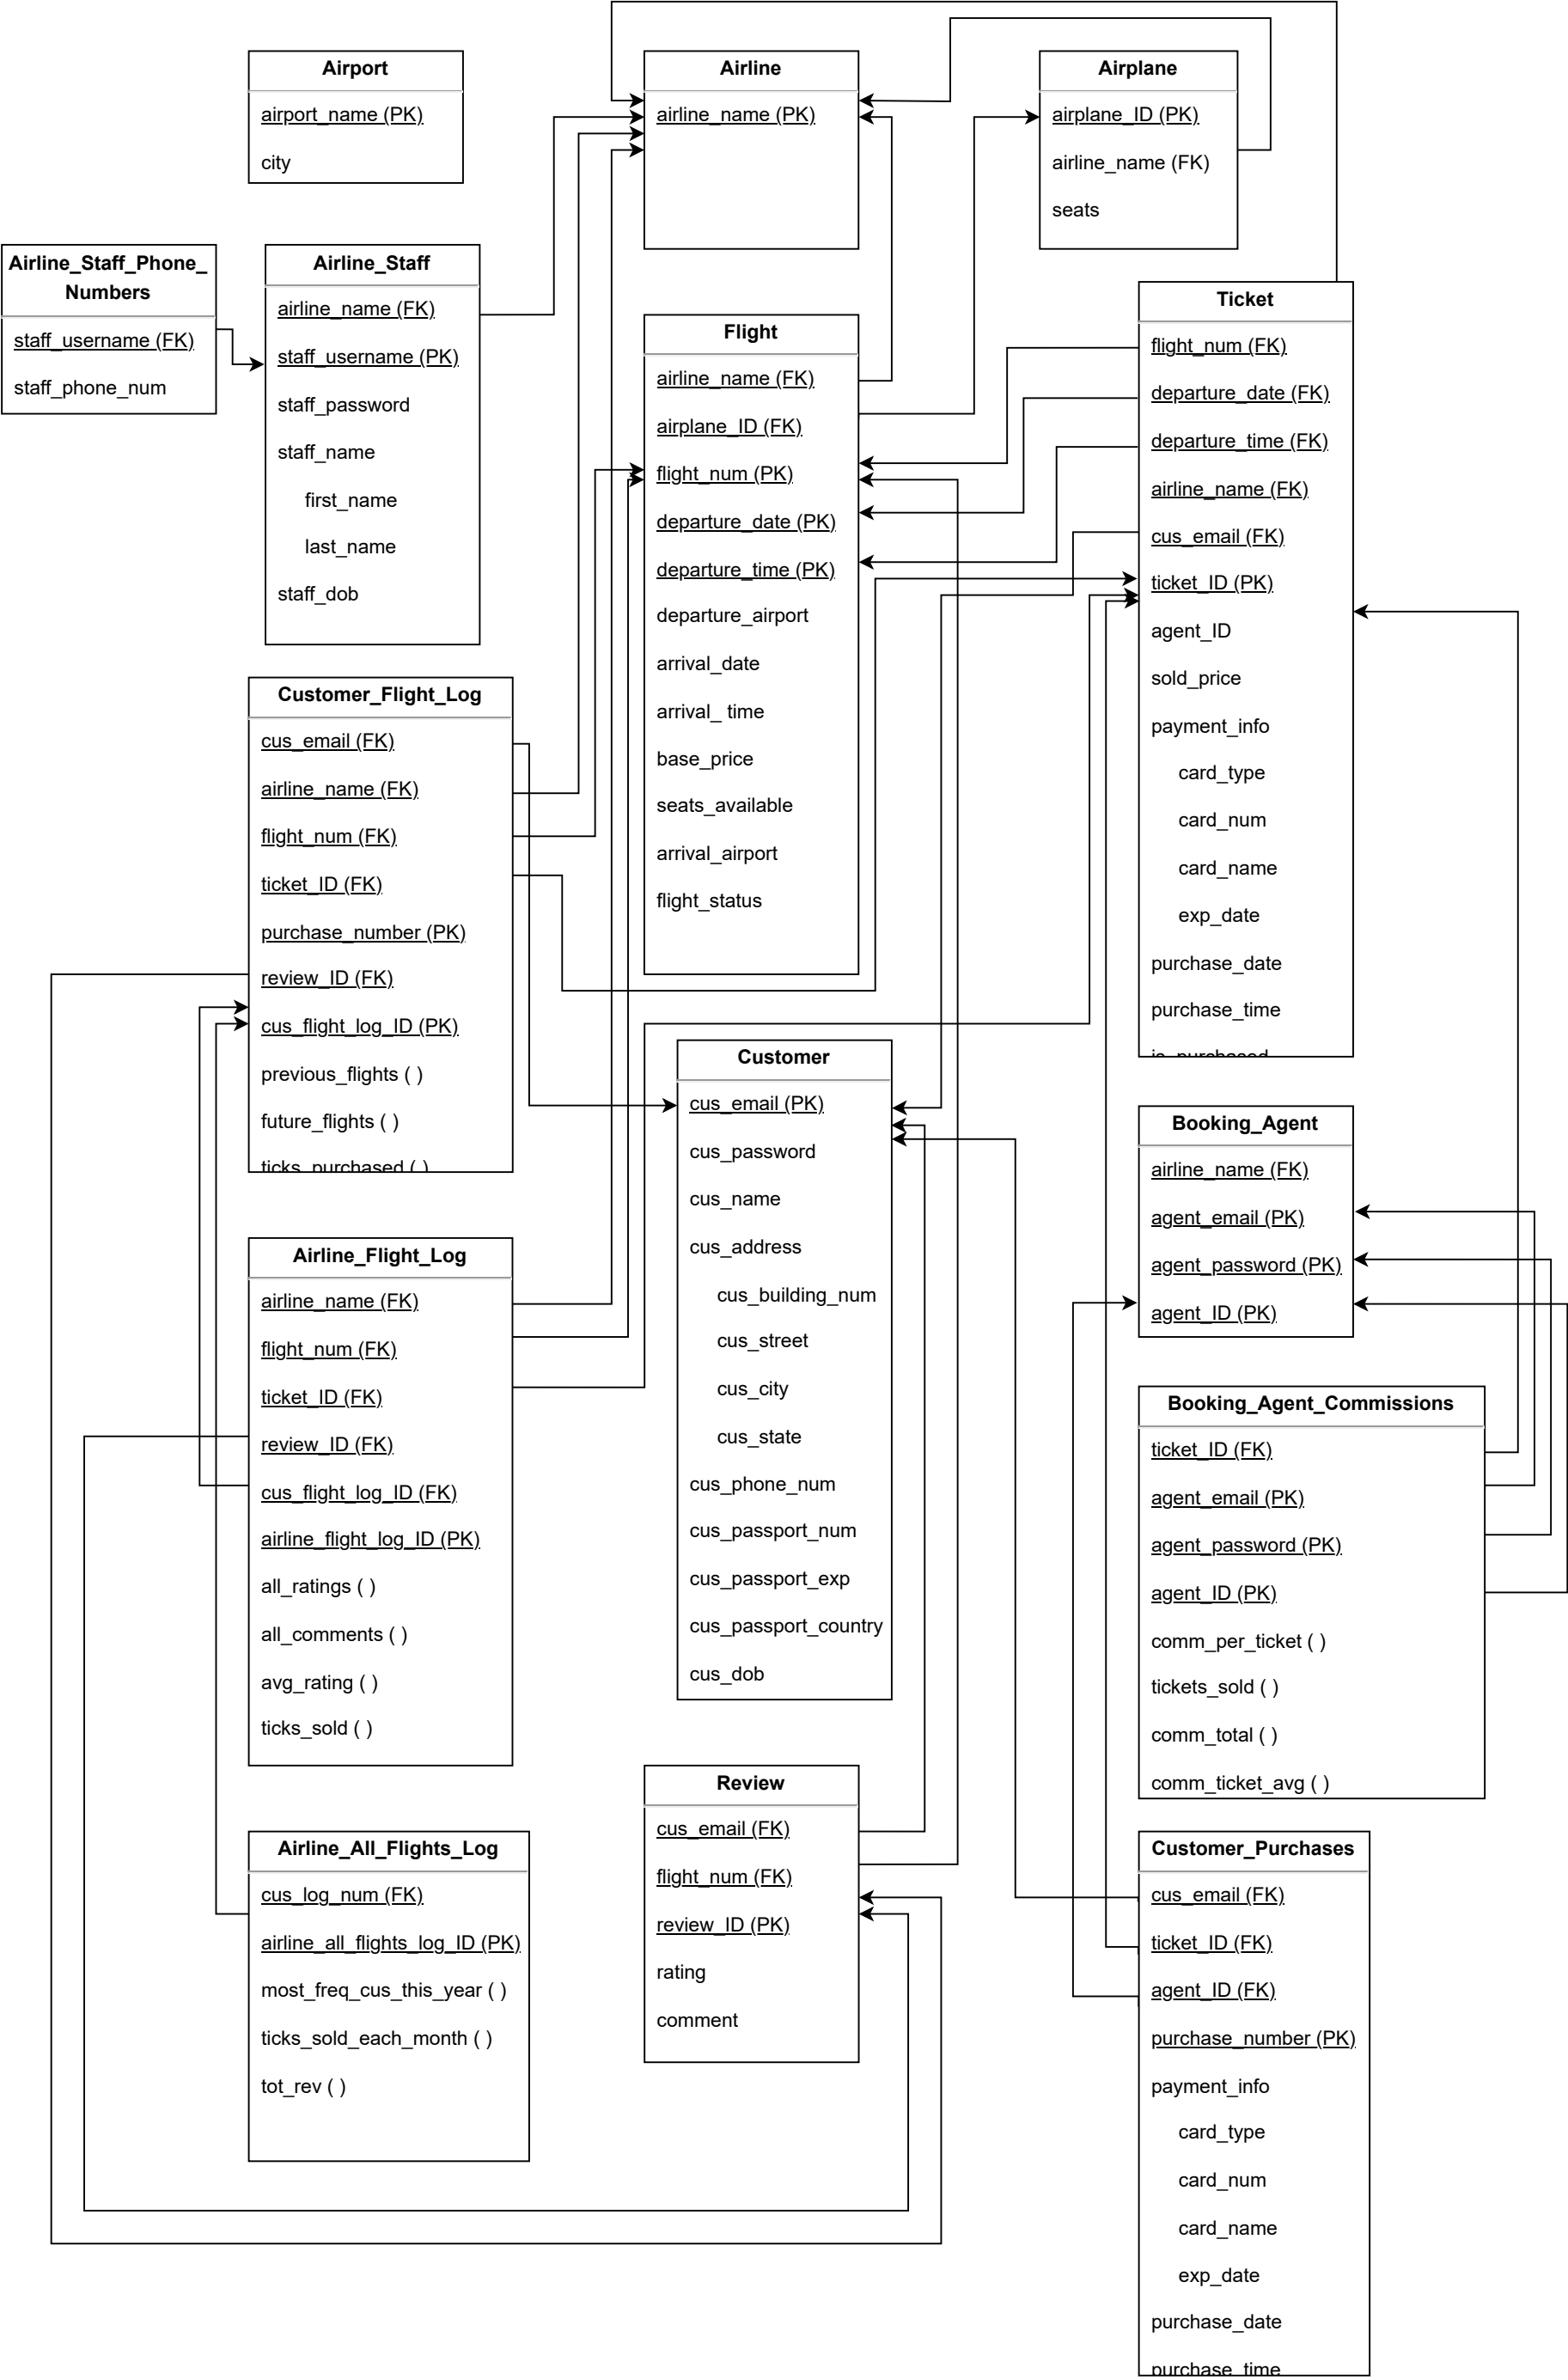 Airport
airport_name (PK)
city
Airline
airline_name (PK)
Airplane
airplane_ID (PK)
airline_name (FK)
seats
Airline_Staff_Phone_
Numbers
staff_username (FK)
staff_phone_num
Airline_Staff
airline_name (FK)
staff_username (PK)
staff_password
staff_name
first_name
last_name
staff_dob
Flight
airline_name (FK)
airplane_ID (FK)
flight_num (PK)
departure_date (PK)
departure_time (PK)
departure_airport
arrival_date
arrival_ time
base_price
seats_available
arrival_airport
flight_status
Ticket
flight_num (FK)
departure_date (FK)
departure_time (FK)
airline_name (FK)
cus_email (FK)
ticket_ID (PK)
agent_ID
sold_price
payment_info
card_type
card_num
card_name
exp_date
purchase_date
purchase_time
is_purchased
Customer_Flight_Log
cus_email (FK)
airline_name (FK)
flight_num (FK)
ticket_ID (FK)
purchase_number (PK)
review_ID (FK)
cus_flight_log_ID (PK)
previous_flights ( )
future_flights ( )
ticks_purchased ( )
Customer
cus_email (PK)
cus_password
cus_name
cus_address
cus_building_num
cus_street
cus_city
cus_state
cus_phone_num
cus_passport_num
cus_passport_exp
cus_passport_country
cus_dob
Booking_Agent
airline_name (FK)
agent_email (PK)
agent_password (PK)
agent_ID (PK)
Airline_Flight_Log
airline_name (FK)
flight_num (FK)
ticket_ID (FK)
review_ID (FK)
cus_flight_log_ID (FK)
airline_flight_log_ID (PK)
all_ratings ( )
all_comments ( )
avg_rating ( )
ticks_sold ( )
Booking_Agent_Commissions
ticket_ID (FK)
agent_email (PK)
agent_password (PK)
agent_ID (PK)
comm_per_ticket ( )
tickets_sold ( )
comm_total ( )
comm_ticket_avg ( )
Review
cus_email (FK)
flight_num (FK)
review_ID (PK)
rating
comment
Airline_All_Flights_Log
cus_log_num (FK)
airline_all_flights_log_ID (PK)
most_freq_cus_this_year ( )
ticks_sold_each_month ( )
tot_rev ( )
Customer_Purchases
cus_email (FK)
ticket_ID (FK)
agent_ID (FK)
purchase_number (PK)
payment_info
card_type
card_num
card_name
exp_date
purchase_date
purchase_time